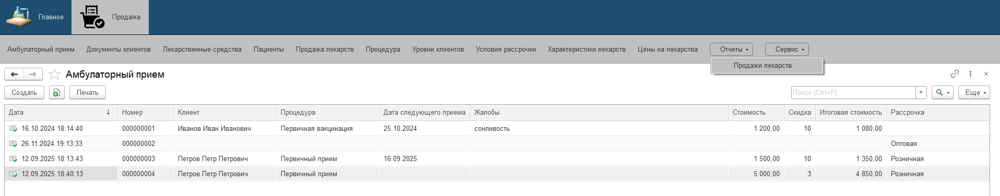 Главное Продажа
Амбулаторный прием Документы клиентов Лекарственные средства Пациенты Продажа лекарств Процедура Уровни клиентов Условия рассрочки Характеристики лекарств Цены на лекарства Отчеты Сервис
Продажи лекарств
Амбулаторный прием
Создать Печать Поиск (Ctrl+F) Еще
Дата Номер Клиент Процедура Дата следующего приема Жалобы Стоимость Скидка Итоговая стоимость Рассрочка
16.10.2024 18:14:40 000000001 Иванов Иван Иванович Первичная вакцинация 25.10.2024 сонливость 1 200,00 10 1 080,00
26.11.2024 19:13:33 000000002 Оптовая
12.09.2025 18:13:43 000000003 Петров Петр Петрович Первичный прием 16.09.2025 1 500,00 10 1 350,00 Розничная
12.09.2025 18:40:13 000000004 Петров Петр Петрович Первичный прием 5 000,00 3 4 850,00 Розничная